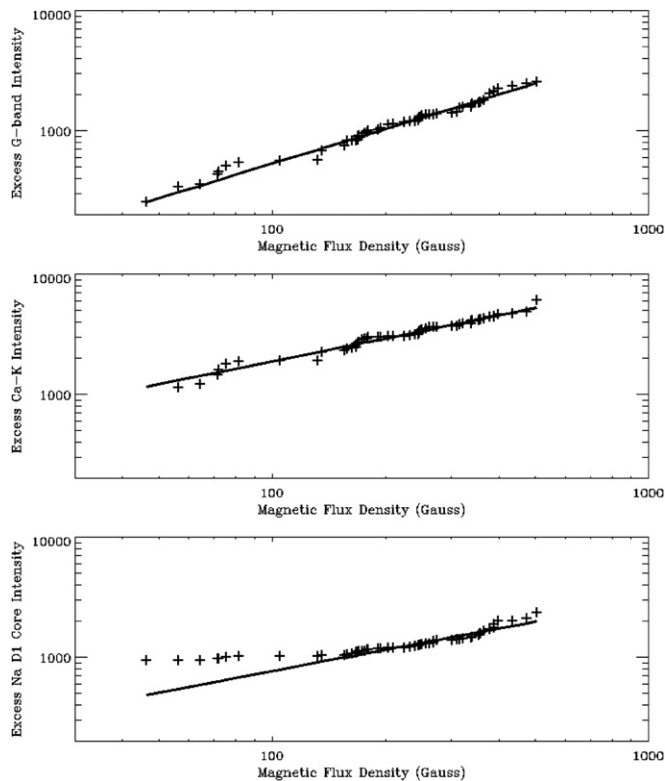 10000
1000
Excess G-band Intensity
100
1000
Magnetic Flux Density (Gauss)
10000
1000
Excess Ca-K Intensity
100
1000
Magnetic Flux Density (Gauss)
10000
1000
Excess Na D1 Core Intensity
100
1000
Magnetic Flux Density (Gauss)